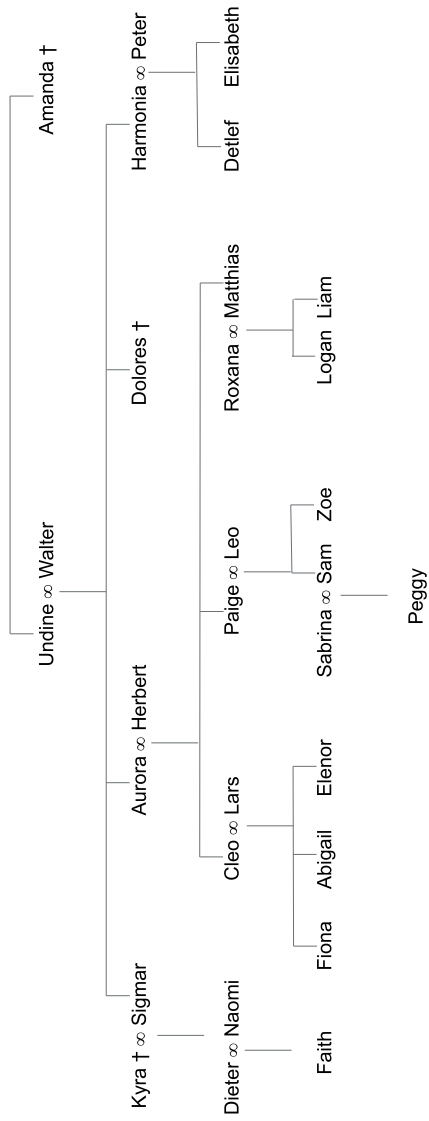 Undine ∞ Walter
Amanda †
Kyra † ∞ Sigmar
Aurora ∞ Herbert
Dolores †
Harmonia ∞ Peter
Dieter ∞ Naomi
Cleo ∞ Lars
Paige ∞ Leo
Roxana ∞ Matthias
Detlef
Elisabeth
Faith
Fiona
Abigail
Elenor
Sabrina ∞ Sam
Zoe
Logan
Liam
Peggy